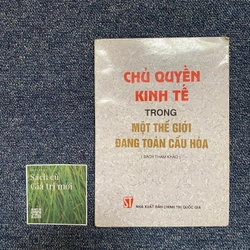 CHỦ QUYỀN
KINH TẾ
TRONG
MỘT THẾ GIỚI
ĐANG TOÀN CẦU HÓA
( SÁCH THAM KHẢO )
ST
NHÀ XUẤT BẢN CHÍNH TRỊ QUỐC GIA
Sách cũ
Giá trị mới